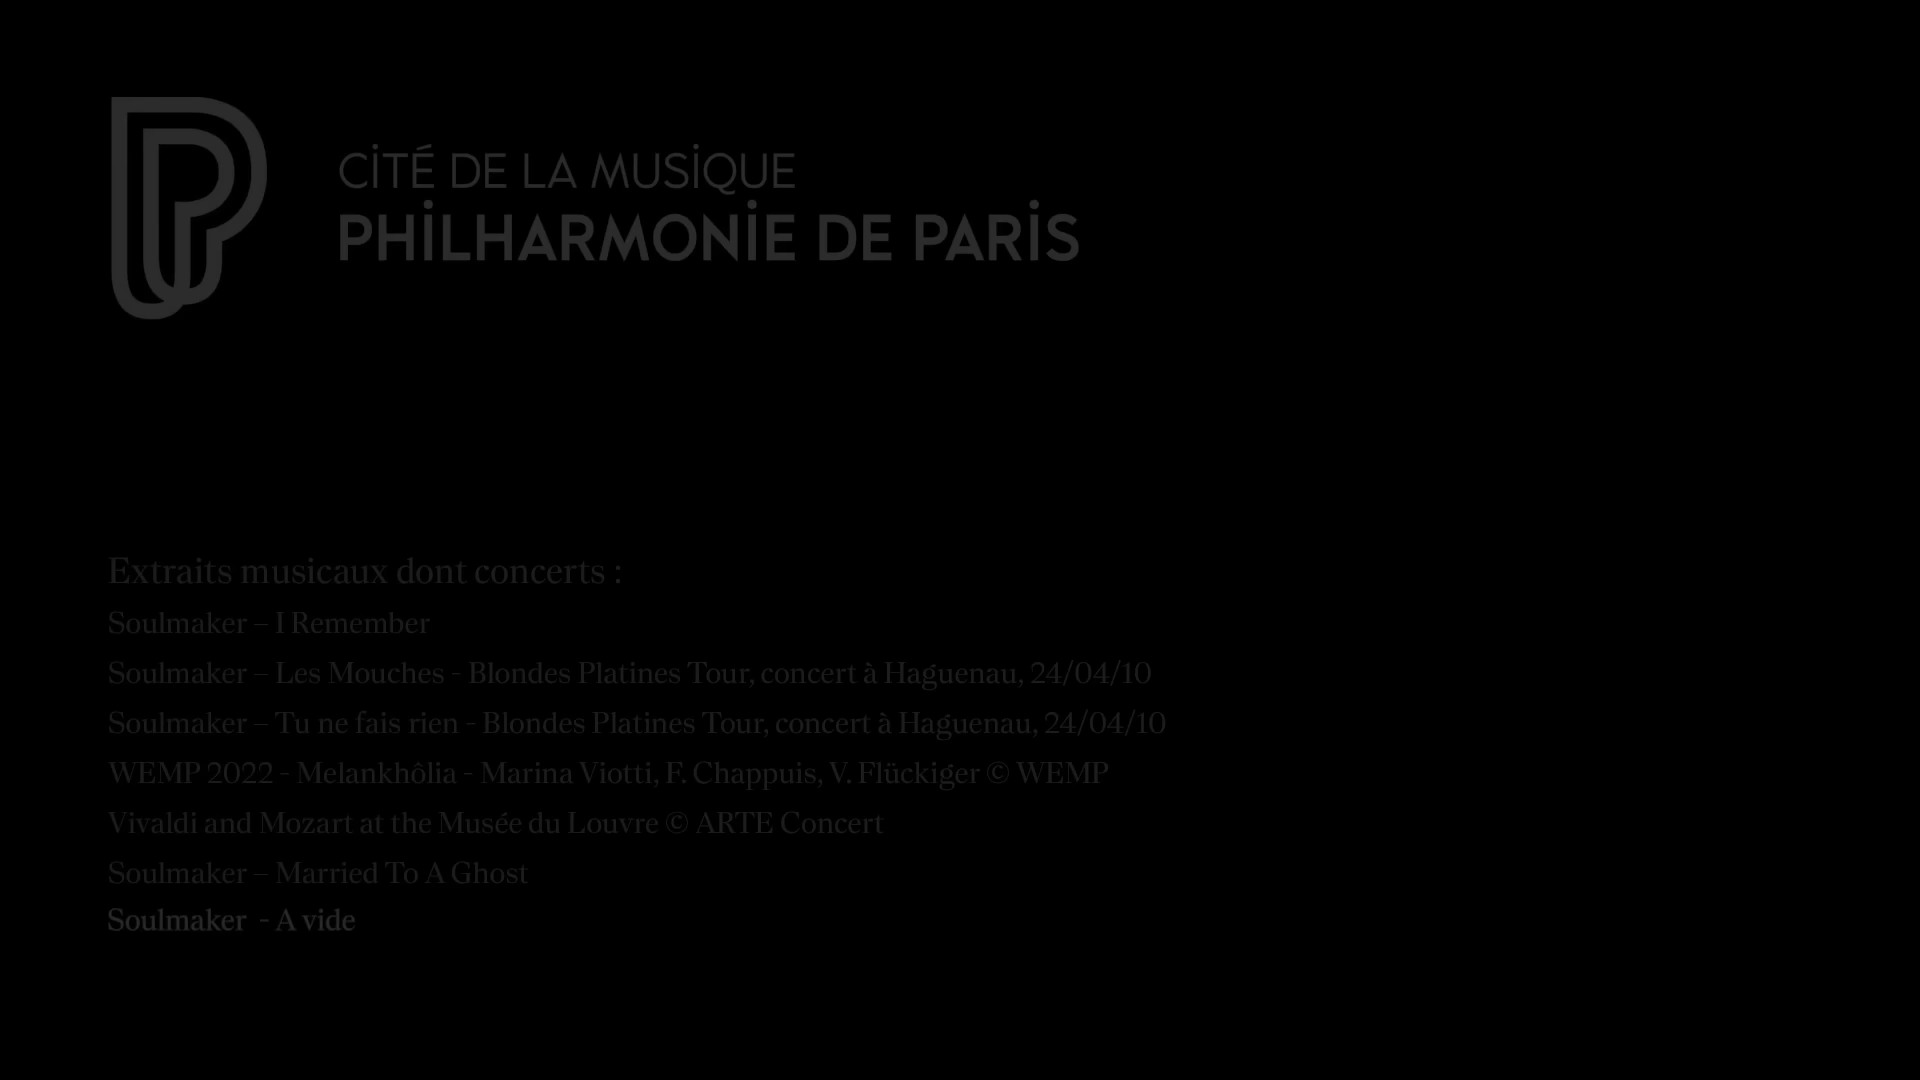 CITÉ DE LA MUSIQUE
PHILHARMONIE DE PARIS
Extraits musicaux dont concerts :
Soulmaker – I Remember
Soulmaker – Les Mouches - Blondes Platines Tour, concert à Haguenau, 24/04/10
Soulmaker – Tu ne fais rien - Blondes Platines Tour, concert à Haguenau, 24/04/10
WEMP 2022 - Melankhôlia - Marina Viotti, F. Chappuis, V. Flückiger © WEMP
Vivaldi and Mozart at the Musée du Louvre © ARTE Concert
Soulmaker – Married To A Ghost
Soulmaker  - A vide